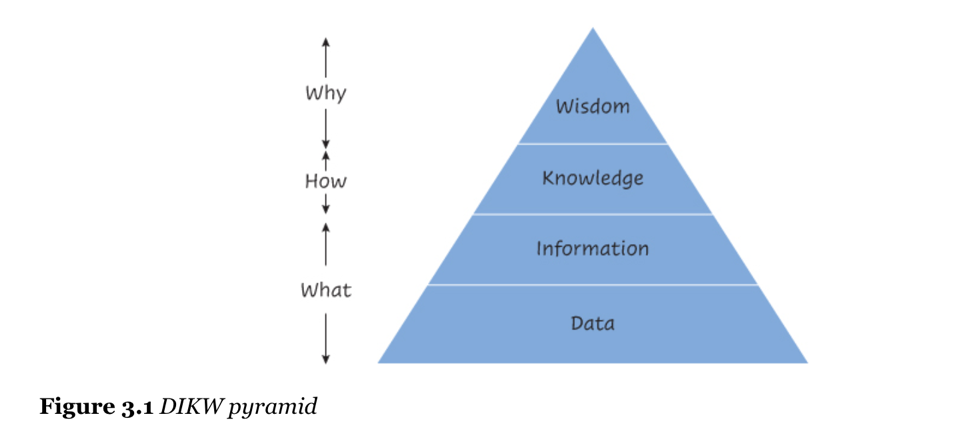 Why
Wisdom
How
Knowledge
Information
What
Data
Figure 3.1 DIKW pyramid